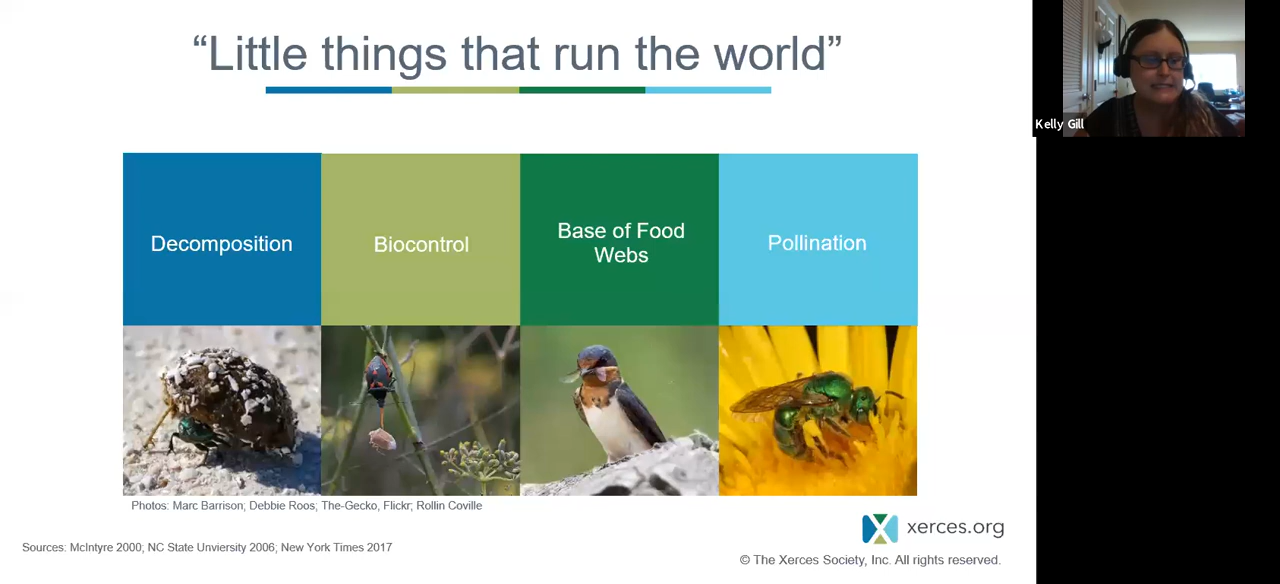 “Little things that run the world”
Kelly Gill
Decomposition
Biocontrol
Base of Food
Webs
Pollination
Photos: Marc Barrison; Debbie Roos; The-Gecko, Flickr; Rollin Coville
xerces.org
Sources: McIntyre 2000; NC State Unviersity 2006; New York Times 2017
© The Xerces Society, Inc. All rights reserved.